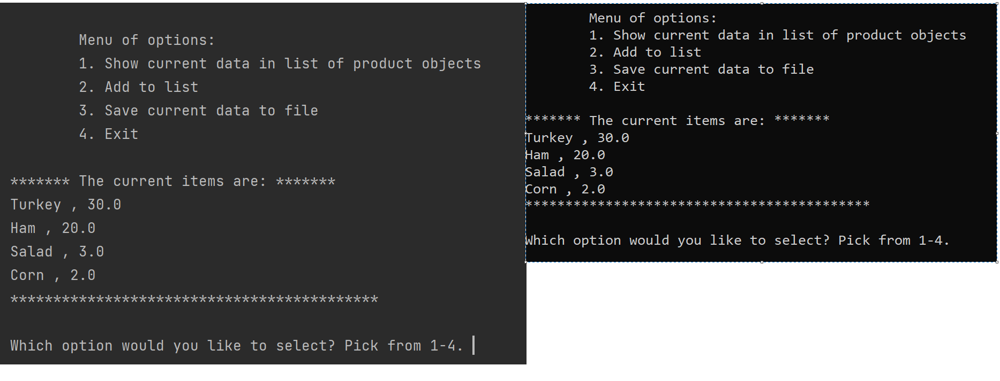 Menu of options:
1. Show current data in list of product objects
2. Add to list
3. Save current data to file
4. Exit
******* The current items are: *******
Turkey , 30.0
Ham , 20.0
Salad , 3.0
Corn , 2.0
*******************************************
Which option would you like to select? Pick from 1-4.
Menu of options:
1. Show current data in list of product objects
2. Add to list
3. Save current data to file
4. Exit
******* The current items are: *******
Turkey , 30.0
Ham , 20.0
Salad , 3.0
Corn , 2.0
*******************************************
Which option would you like to select? Pick from 1-4.